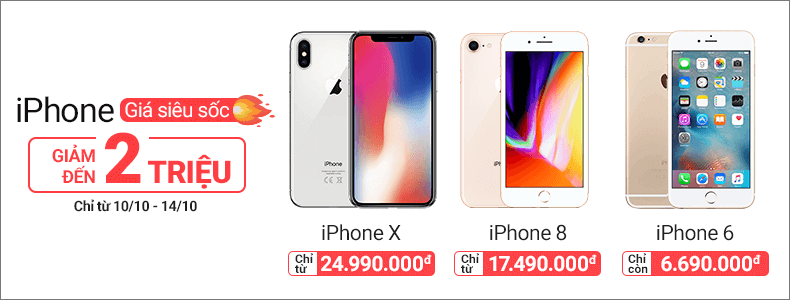 iPhone Giá siêu sốc
GIẢM
ĐẾN 2 TRIỆU
Chỉ từ 10/10 - 14/10
iPhone X
Chỉ từ 24.990.000đ
iPhone 8
Chỉ từ 17.490.000đ
iPhone 6
Chỉ còn 6.690.000đ